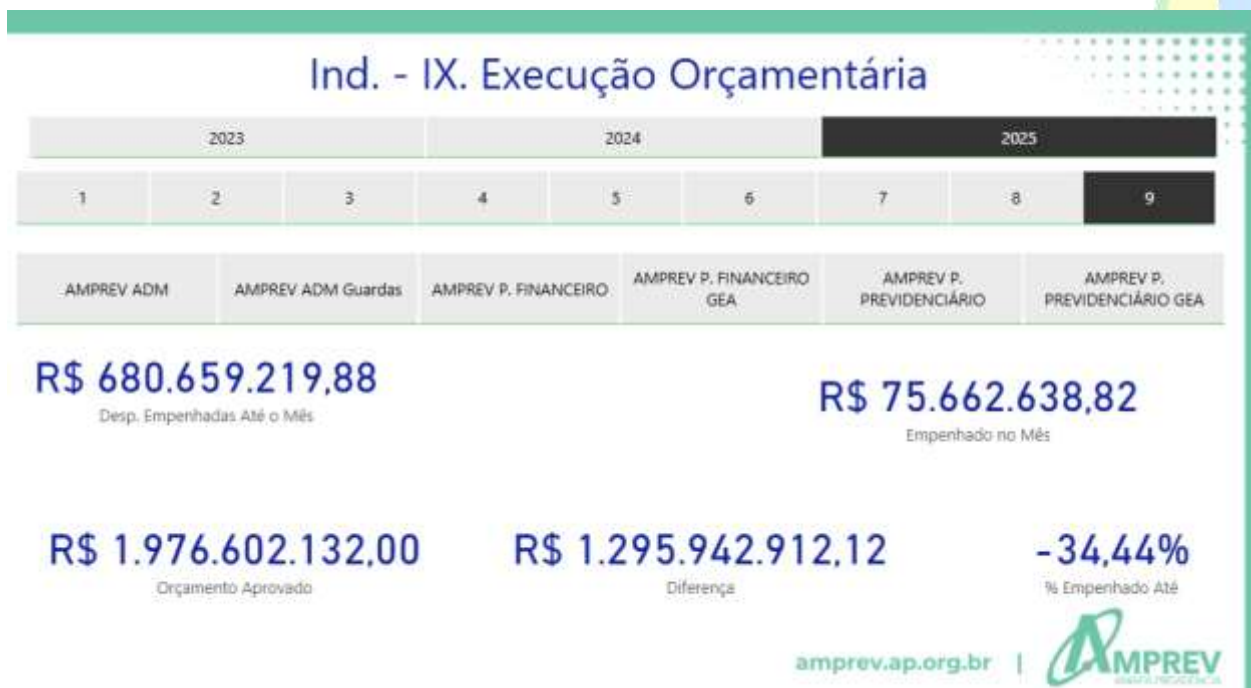 Ind. - IX. Execução Orçamentária
2023 2024 2025
1 2 3 4 5 6 7 8 9
AMPREV ADM
AMPREV ADM Guardas
AMPREV P. FINANCEIRO
AMPREV P. FINANCEIRO
GEA
AMPREV P.
PREVIDENCIÁRIO
AMPREV P.
PREVIDENCIÁRIO GEA
R$ 680.659.219,88
Desp. Empenhadas Até o Mês
R$ 75.662.638,82
Empenhado no Mês
R$ 1.976.602.132,00
Orçamento Aprovado
R$ 1.295.942.912,12
Diferença
-34,44%
% Empenhado Até
amprev.ap.org.br |
AMPREV